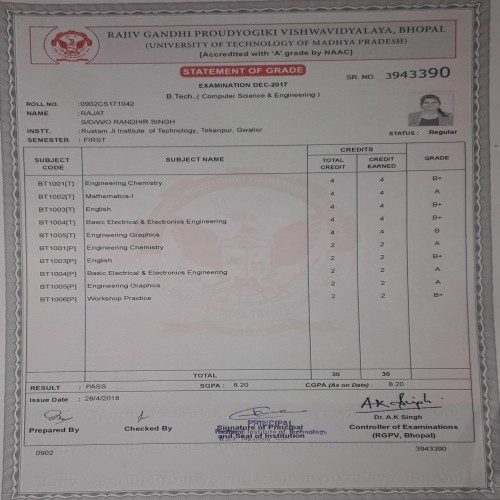 RAJIV GANDHI PROUDYOGIKI VISHWAVIDYALAYA, BHOPAL
(UNIVERSITY OF TECHNOLOGY OF MADHYA PRADESH)
[Accredited with 'A' grade by NAAC]
STATEMENT OF GRADE
SR NO. 3943390
EXAMINATION DEC-2017
B.Tech.,( Computer Science & Engineering )
ROLL NO. : 0902CS171042
NAME : RAJAT
S/D/W/O RANDHIR SINGH
INSTT. : Rustam Ji Institute of Technology, Tekanpur, Gwalior
STATUS : Regular
SEMESTER : FIRST
SUBJECT CODE SUBJECT NAME CREDITS TOTAL CREDIT CREDIT EARNED GRADE
BT1001[T] Engineering Chemistry 4 4 B+
BT1002[T] Mathematics-I 4 4 A
BT1003[T] English 4 4 B+
BT1004[T] Basic Electrical & Electronics Engineering 4 4 B+
BT1005[T] Engineering Graphics 4 4 B
BT1001[P] Engineering Chemistry 2 2 A
BT1003[P] English 2 2 B+
BT1004[P] Basic Electrical & Electronics Engineering 2 2 A
BT1005[P] Engineering Graphics 2 2 A
BT1006[P] Workshop Practice 2 2 B+
TOTAL 30 30
RESULT : PASS SGPA : 8.20 CGPA (As on Date) : 8.20
Issue Date : 28/4/2018
A.K Singh
Dr. A.K Singh
Prepared By Checked By
PRINCIPAL
Signature of Principal
and Seal of Institution
Institute of Technology
Controller of Examinations
(RGPV, Bhopal)
0902 3943390